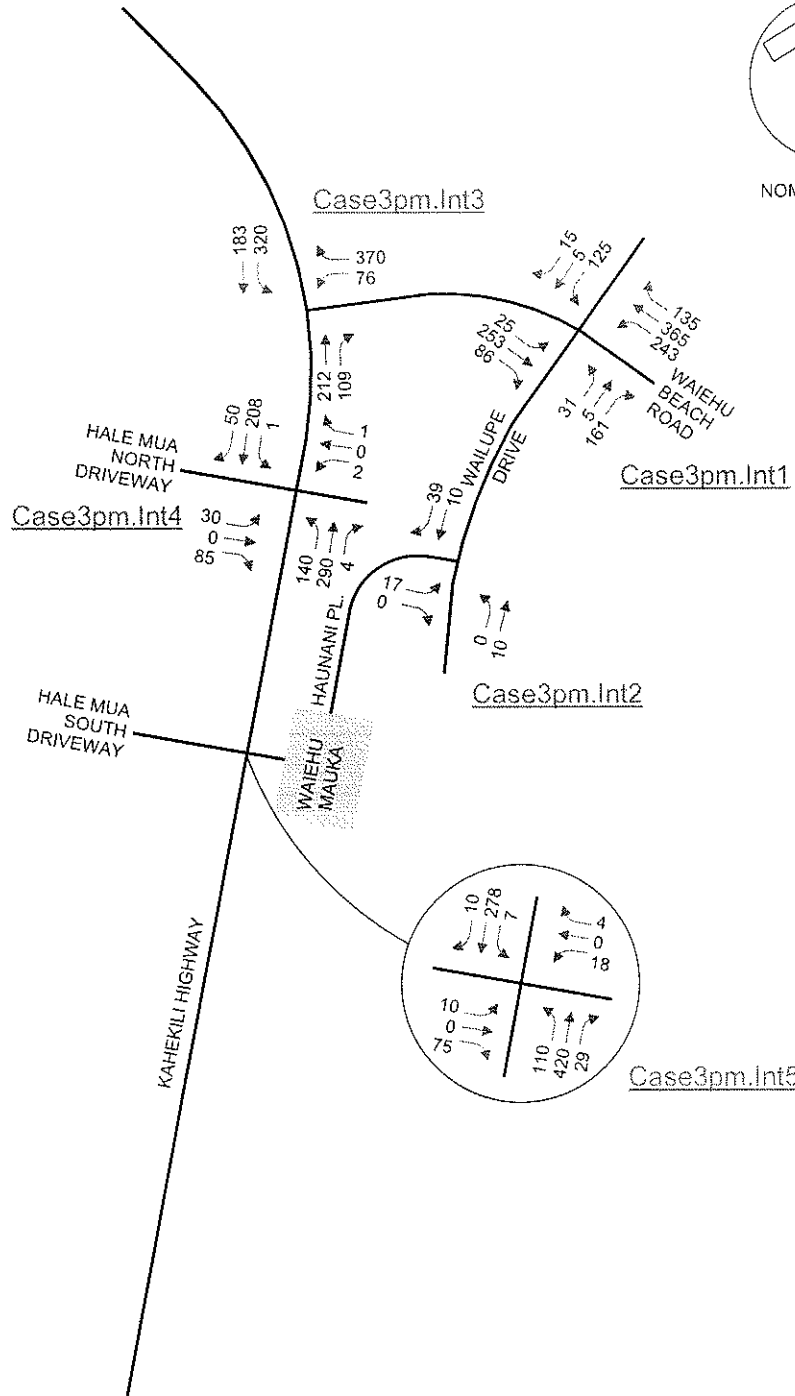 NOM
Case3pm.Int3
183
320
370
76
15
5
125
135
365
243
25
253
86
31
5
161
WAIEHU
BEACH
ROAD
Case3pm.Int1
212
109
50
208
1
1
0
2
HALE MUA
NORTH
DRIVEWAY
Case3pm.Int4
30
0
85
140
290
4
WAILUPE
DRIVE
39
10
17
0
0
10
HAUNANI PL.
Case3pm.Int2
HALE MUA
SOUTH
DRIVEWAY
WAIEHU
MAUKA
KAHEKILI HIGHWAY
10
278
7
4
0
18
10
0
75
110
420
29
Case3pm.Int5